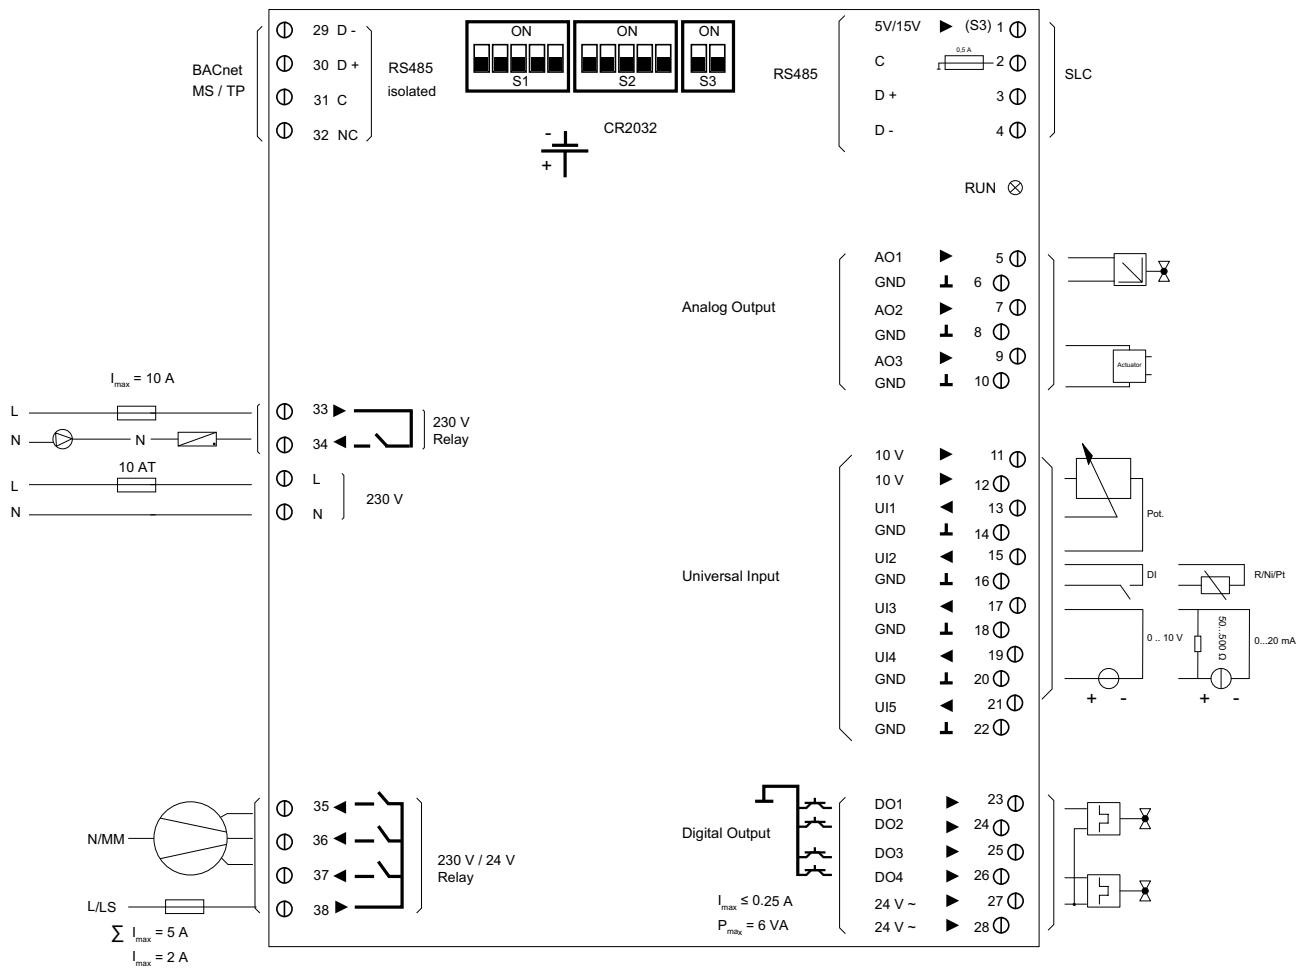 BACnet
MS / TP
29 D -
30 D +
31 C
32 NC
RS485
isolated
ON
S1
ON
S2
ON
S3
-
+
CR2032
RS485
5V/15V (S3) 1
C 0,5 A 2
D + 3
D - 4
SLC
RUN
Analog Output
AO1 5
GND 6
AO2 7
GND 8
AO3 9
GND 10
Actuator
Imax = 10 A
L
N N
10 AT
L
N
33
34
L
N
230 V
Relay
230 V
Universal Input
10 V 11
10 V 12
UI1 13
GND 14
UI2 15
GND 16
UI3 17
GND 18
UI4 19
GND 20
UI5 21
GND 22
Pot.
DI
R/Ni/Pt
0 .. 10 V
50...500 Ω
0...20 mA
+ -
+ -
N/MM
L/LS
∑ Imax = 5 A
Imax = 2 A
35
36
37
38
230 V / 24 V
Relay
Digital Output
Imax ≤ 0.25 A
Pmax = 6 VA
DO1 23
DO2 24
DO3 25
DO4 26
24 V ~ 27
24 V ~ 28